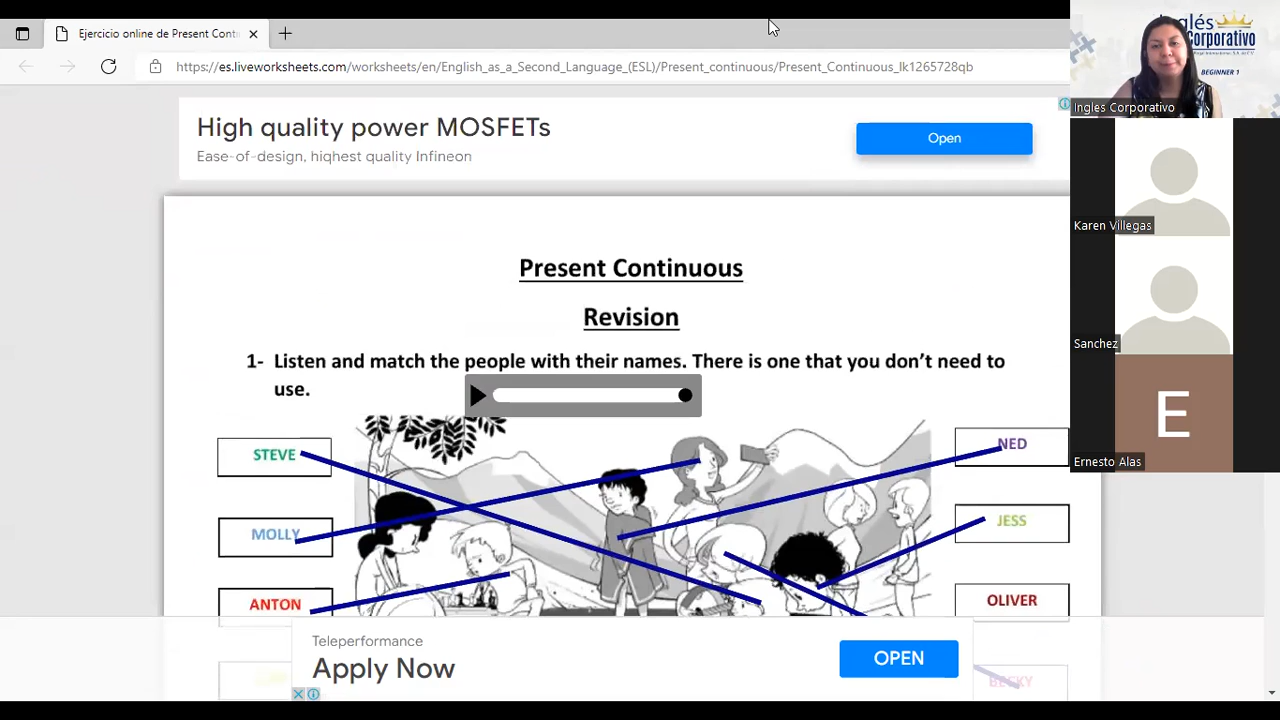 Ejercicio online de Present Conti
https://es.liveworksheets.com/worksheets/en/English_as_a_Second_Language_(ESL)/Present_continuous/Present_Continuous_lk1265728qb
High quality power MOSFETs
Ease-of-design, highest quality Infineon
Open
Present Continuous
Revision
1- Listen and match the people with their names. There is one that you don't need to
use.
STEVE
MOLLY
ANTON
NED
JESS
OLIVER
BECKY
Teleperformance
Apply Now
OPEN
Inglés
Corporativo
BEGINNER 1
Ingles Corporativo
Karen Villegas
Sanchez
E
Ernesto Alas